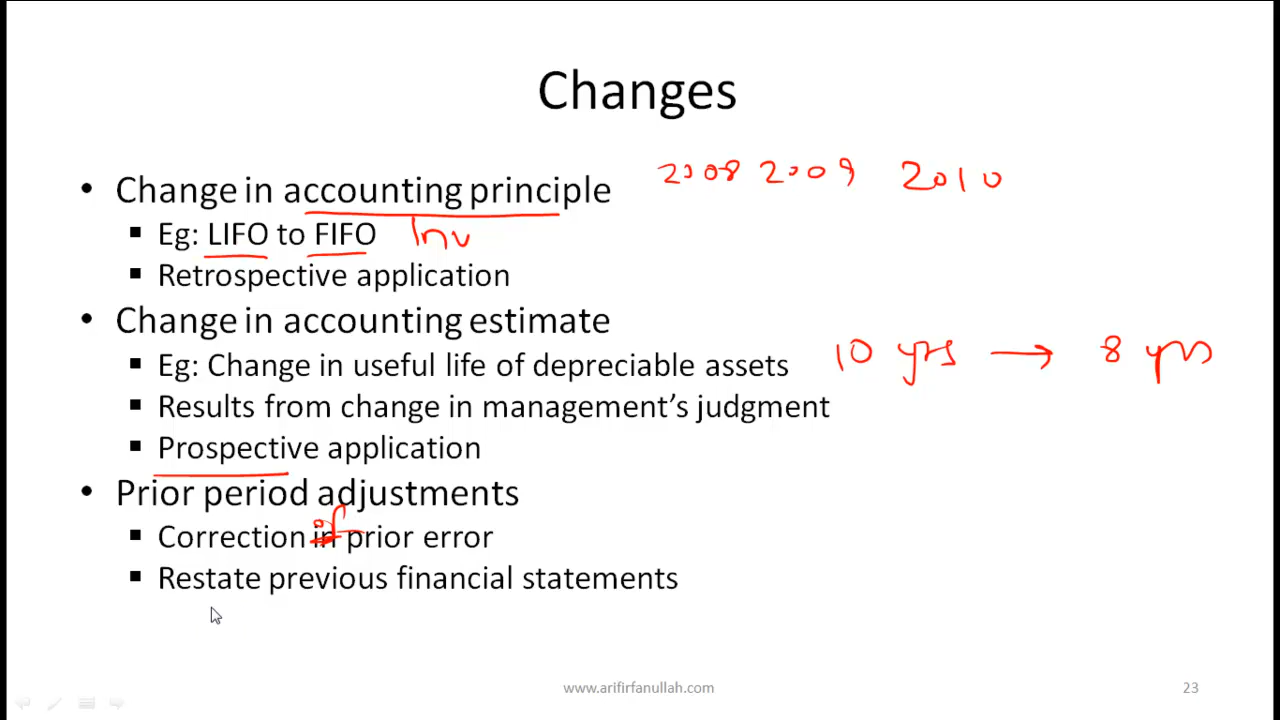 Changes
• Change in accounting principle 2008 2009 2010
▪ Eg: LIFO to FIFO Inv
▪ Retrospective application
• Change in accounting estimate
▪ Eg: Change in useful life of depreciable assets 10 yrs → 8 yrs
▪ Results from change in management’s judgment
▪ Prospective application
• Prior period adjustments
of
▪ Correction in prior error
▪ Restate previous financial statements
www.arifirfanullah.com 23